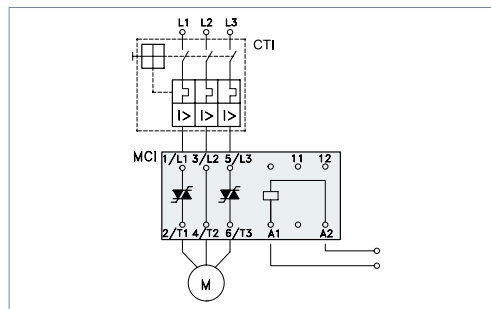 L1 L2 L3
CTI
I> I> I>
MCI 1/L1 3/L2 5/L3 11 12
2/T1 4/T2 6/T3 A1 A2
M